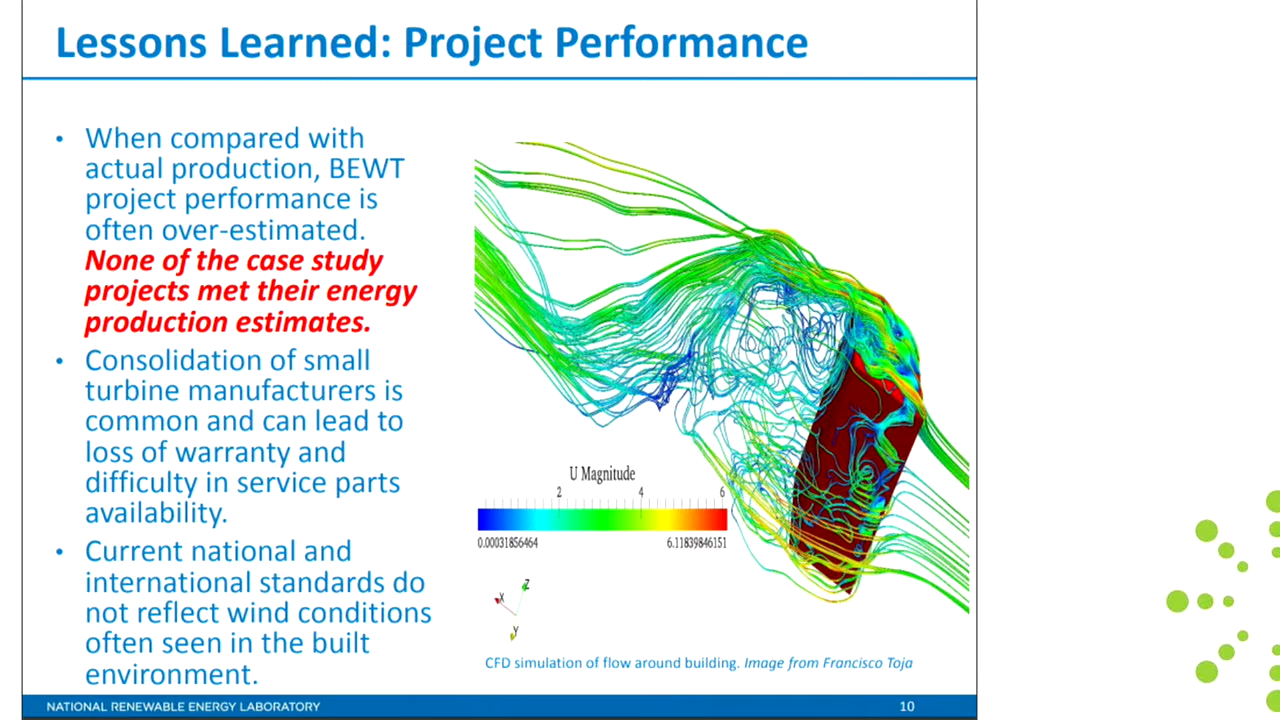 Lessons Learned: Project Performance
• When compared with
actual production, BEWT
project performance is
often over-estimated.
None of the case study
projects met their energy
production estimates.
• Consolidation of small
turbine manufacturers is
common and can lead to
loss of warranty and
difficulty in service parts
availability.
• Current national and
international standards do
not reflect wind conditions
often seen in the built
environment.
U Magnitude
2 4 6
0.00031856464 6.11839846151
Z
X
Y
CFD simulation of flow around building. Image from Francisco Toja
NATIONAL RENEWABLE ENERGY LABORATORY 10